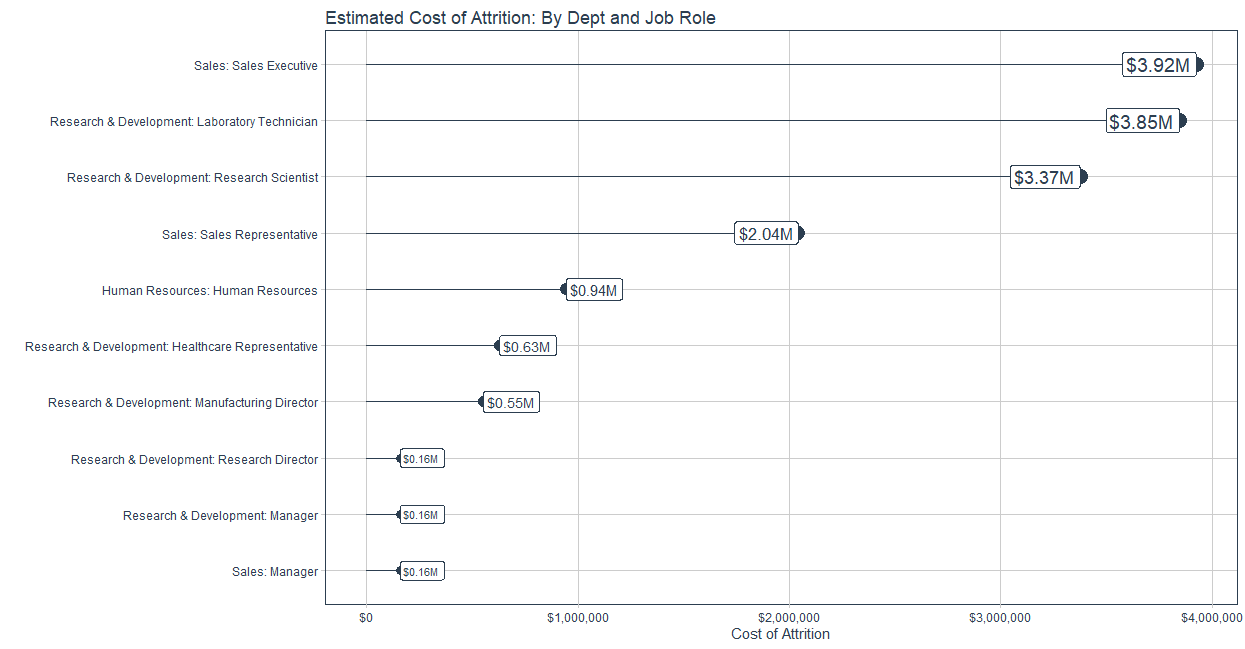 Estimated Cost of Attrition: By Dept and Job Role
Sales: Sales Executive
$3.92M
Research & Development: Laboratory Technician
$3.85M
Research & Development: Research Scientist
$3.37M
Sales: Sales Representative
$2.04M
Human Resources: Human Resources
$0.94M
Research & Development: Healthcare Representative
$0.63M
Research & Development: Manufacturing Director
$0.55M
Research & Development: Research Director
$0.16M
Research & Development: Manager
$0.16M
Sales: Manager
$0.16M
$0 $1,000,000 $2,000,000 $3,000,000 $4,000,000
Cost of Attrition